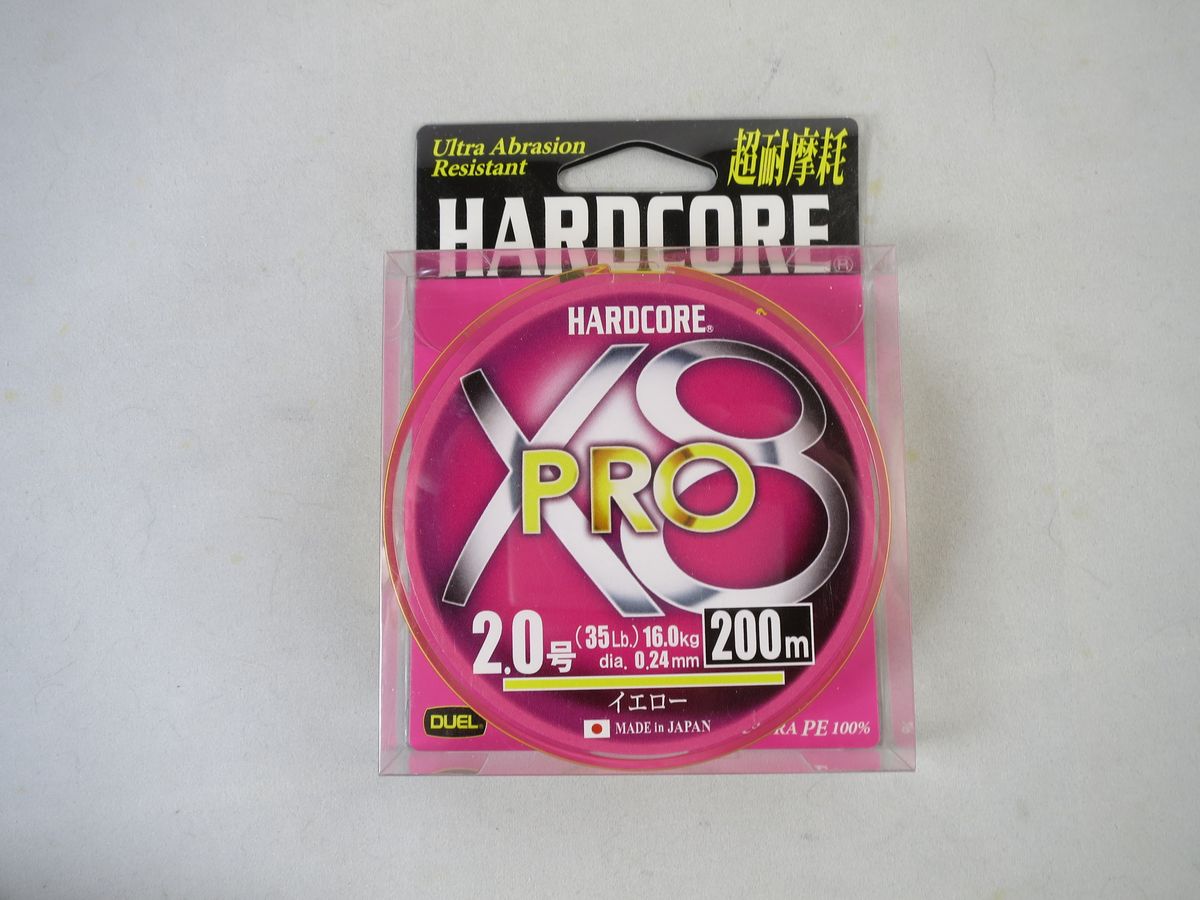 Ultra Abrasion
Resistant
超耐摩耗
HARDCORE®
HARDCORE®
X8
PRO
2.0号
(35Lb.) 16.0kg
dia. 0.24mm
200m
イエロー
DUEL®
MADE in JAPAN
PE 100%